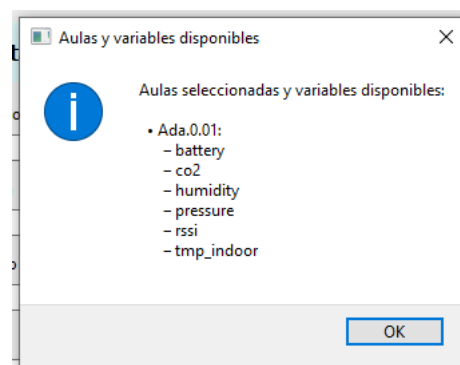 Aulas y variables disponibles
Aulas seleccionadas y variables disponibles:
• Ada.0.01:
– battery
– co2
– humidity
– pressure
– rssi
– tmp_indoor
OK